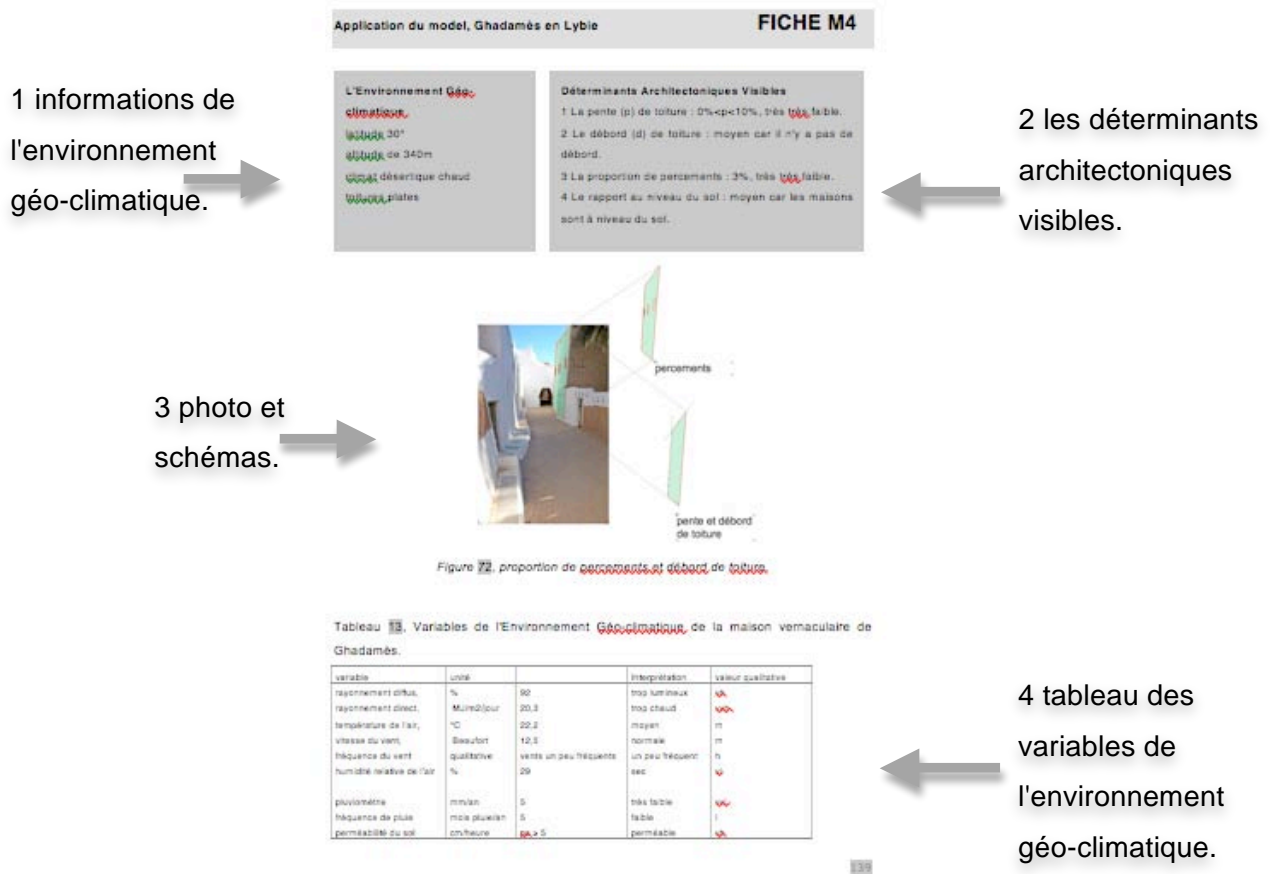 Application du model, Ghadamès en Lybie
FICHE M4
1 informations de
l'environnement
géo-climatique.
L'Environnement Géo-
climatique
latitude 30°
altitude de 340m
climat désertique chaud
toitures plates
Déterminants Architectoniques Visibles
1 La pente (p) de toiture : 0%<p<10%, très très faible.
2 Le débord (d) de toiture : moyen car il n'y a pas de
débord.
3 La proportion de percements : 3%, très très faible.
4 Le rapport au niveau du sol : moyen car les maisons
sont à niveau du sol.
2 les déterminants
architectoniques
visibles.
3 photo et
schémas.
percements
pente et débord
de toiture
Figure 72, proportion de percements et débord de toiture.
Tableau 13, Variables de l'Environnement Géo-climatique de la maison vernaculaire de
Ghadamès.
variable unité interprétation valeur qualitative
rayonnement diffus, % 92 trop lumineux
rayonnement direct, MJ/m2/jour 20,3 trop chaud
température de l'air, °C 22,2 moyen m
vitesse du vent, Beaufort 12,5 normale m
fréquence du vent qualitative vents un peu fréquents un peu fréquent h
humidité relative de l'air % 29 sec
pluviométrie mm/an 5 très faible
fréquence de pluie mois pluie/an 5 faible l
perméabilité du sol cm/heure > 5 perméable
4 tableau des
variables de
l'environnement
géo-climatique.
139